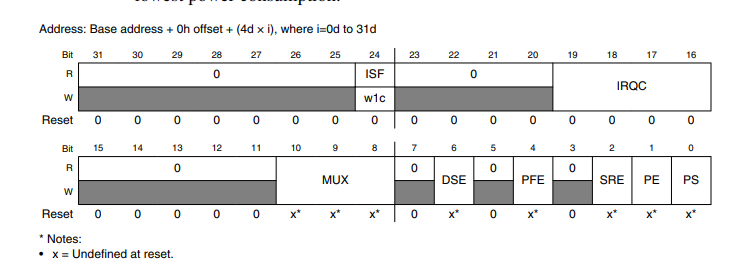 lowest power consumption.
Address: Base address + 0h offset + (4d × i), where i=0d to 31d
Bit 31 30 29 28 27 26 25 24 23 22 21 20 19 18 17 16
R 0 ISF 0 IRQC
W w1c
Reset 0 0 0 0 0 0 0 0 0 0 0 0 0 0 0 0
Bit 15 14 13 12 11 10 9 8 7 6 5 4 3 2 1 0
R 0 MUX 0 DSE 0 PFE 0 SRE PE PS
W
Reset 0 0 0 0 0 x* x* x* 0 x* 0 x* 0 x* x* x*
* Notes:
• x = Undefined at reset.